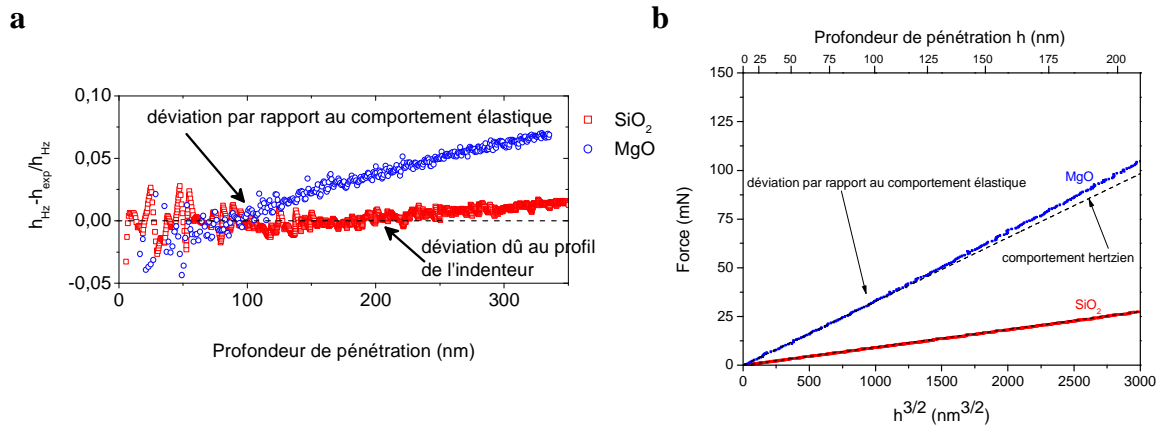 a
0,10
0,05
0,00
-0,05
h_Hz-h_exp/h_Hz
déviation par rapport au comportement élastique
déviation dû au profil
de l'indenteur
0 100 200 300
Profondeur de pénétration (nm)
SiO₂
MgO
b
Profondeur de pénétration h (nm)
0 25 50 75 100 125 150 175 200
150
125
100
75
50
25
0
Force (mN)
MgO
déviation par rapport au comportement élastique
comportement hertzien
SiO₂
0 500 1000 1500 2000 2500 3000
h^3/2 (nm^3/2)